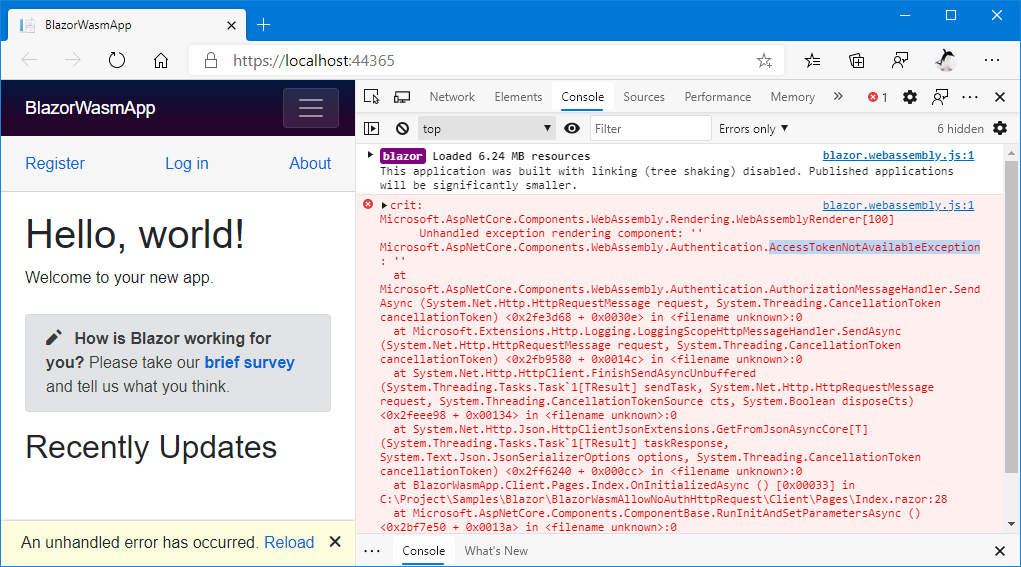 BlazorWasmApp
https://localhost:44365
BlazorWasmApp
Register Log in About
Hello, world!
Welcome to your new app.
How is Blazor working for
you? Please take our brief survey
and tell us what you think.
Recently Updates
An unhandled error has occurred. Reload
Network Elements Console Sources Performance Memory 1
top Filter Errors only 6 hidden
blazor Loaded 6.24 MB resources blazor.webassembly.js:1
This application was built with linking (tree shaking) disabled. Published applications
will be significantly smaller.
crit: blazor.webassembly.js:1
Microsoft.AspNetCore.Components.WebAssembly.Rendering.WebAssemblyRenderer[100]
Unhandled exception rendering component: ''
Microsoft.AspNetCore.Components.WebAssembly.Authentication.AccessTokenNotAvailableException
: ''
at
Microsoft.AspNetCore.Components.WebAssembly.Authentication.AuthorizationMessageHandler.Send
Async (System.Net.Http.HttpRequestMessage request, System.Threading.CancellationToken
cancellationToken) <0x2fe3d68 + 0x0030e> in <filename unknown>:0
at Microsoft.Extensions.Http.Logging.LoggingScopeHttpMessageHandler.SendAsync
(System.Net.Http.HttpRequestMessage request, System.Threading.CancellationToken
cancellationToken) <0x2fb9580 + 0x0014c> in <filename unknown>:0
at System.Net.Http.HttpClient.FinishSendAsyncUnbuffered
(System.Threading.Tasks.Task`1[TResult] sendTask, System.Net.Http.HttpRequestMessage
request, System.Threading.CancellationTokenSource cts, System.Boolean disposeCts)
<0x2feee98 + 0x00134> in <filename unknown>:0
at System.Net.Http.Json.HttpClientJsonExtensions.GetFromJsonAsyncCore[T]
(System.Threading.Tasks.Task`1[TResult] taskResponse,
System.Text.Json.JsonSerializerOptions options, System.Threading.CancellationToken
cancellationToken) <0x2ff6240 + 0x000cc> in <filename unknown>:0
at BlazorWasmApp.Client.Pages.Index.OnInitializedAsync () [0x00033] in
C:\Project\Samples\Blazor\BlazorWasmAllowNoAuthHttpRequest\Client\Pages\Index.razor:28
at Microsoft.AspNetCore.Components.ComponentBase.RunInitAndSetParametersAsync ()
<0x2bf7e50 + 0x0013a> in <filename unknown>:0
Console What's New